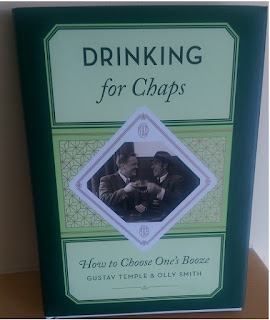 DRINKING
for Chaps
How to Choose One's Booze
GUSTAV TEMPLE & OLLY SMITH